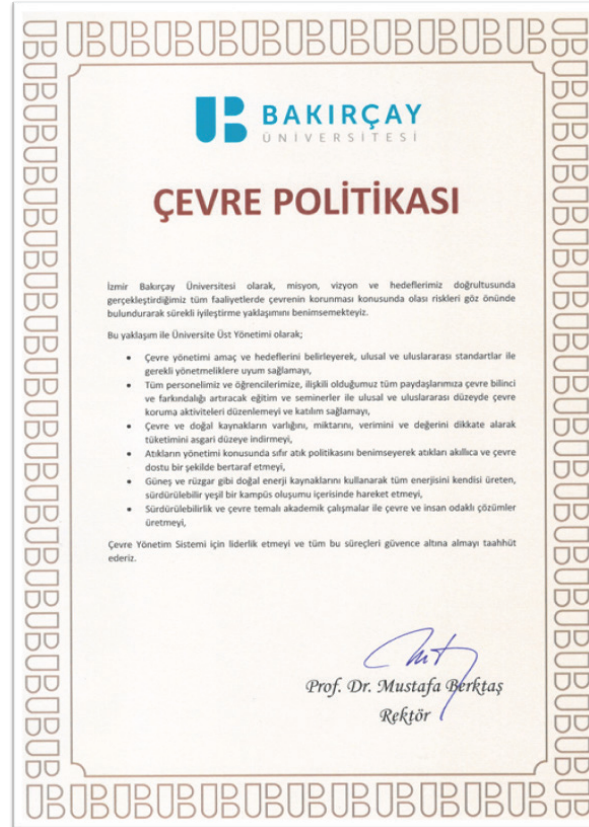 BAKIRÇAY
ÜNİVERSİTESİ
ÇEVRE POLİTİKASI
İzmir Bakırçay Üniversitesi olarak, misyon, vizyon ve hedeflerimiz doğrultusunda
gerçekleştirdiğimiz tüm faaliyetlerde çevrenin korunması konusunda olası riskleri göz önünde
bulundurarak sürekli iyileştirme yaklaşımını benimsemekteyiz.
Bu yaklaşım ile Üniversite Üst Yönetimi olarak;
• Çevre yönetimi amaç ve hedeflerini belirleyerek, ulusal ve uluslararası standartlar ile
gerekli yönetmeliklere uyum sağlamayı,
• Tüm personelimiz ve öğrencilerimize, ilişkili olduğumuz tüm paydaşlarımıza çevre bilinci
ve farkındalığı artıracak eğitim ve seminerler ile ulusal ve uluslararası düzeyde çevre
koruma aktiviteleri düzenlemeyi ve katılım sağlamayı,
• Çevre ve doğal kaynakların varlığını, miktarını, verimini ve değerini dikkate alarak
tüketimini asgari düzeye indirmeyi,
• Atıkların yönetimi konusunda sıfır atık politikasını benimseyerek atıkları akıllıca ve çevre
dostu bir şekilde bertaraf etmeyi,
• Güneş ve rüzgar gibi doğal enerji kaynaklarını kullanarak tüm enerjisini kendisi üreten,
sürdürülebilir yeşil bir kampüs oluşumu içerisinde hareket etmeyi,
• Sürdürülebilirlik ve çevre temalı akademik çalışmalar ile çevre ve insan odaklı çözümler
üretmeyi,
Çevre Yönetim Sistemi için liderlik etmeyi ve tüm bu süreçleri güvence altına almayı taahhüt
ederiz.
Prof. Dr. Mustafa Berktaş
Rektör